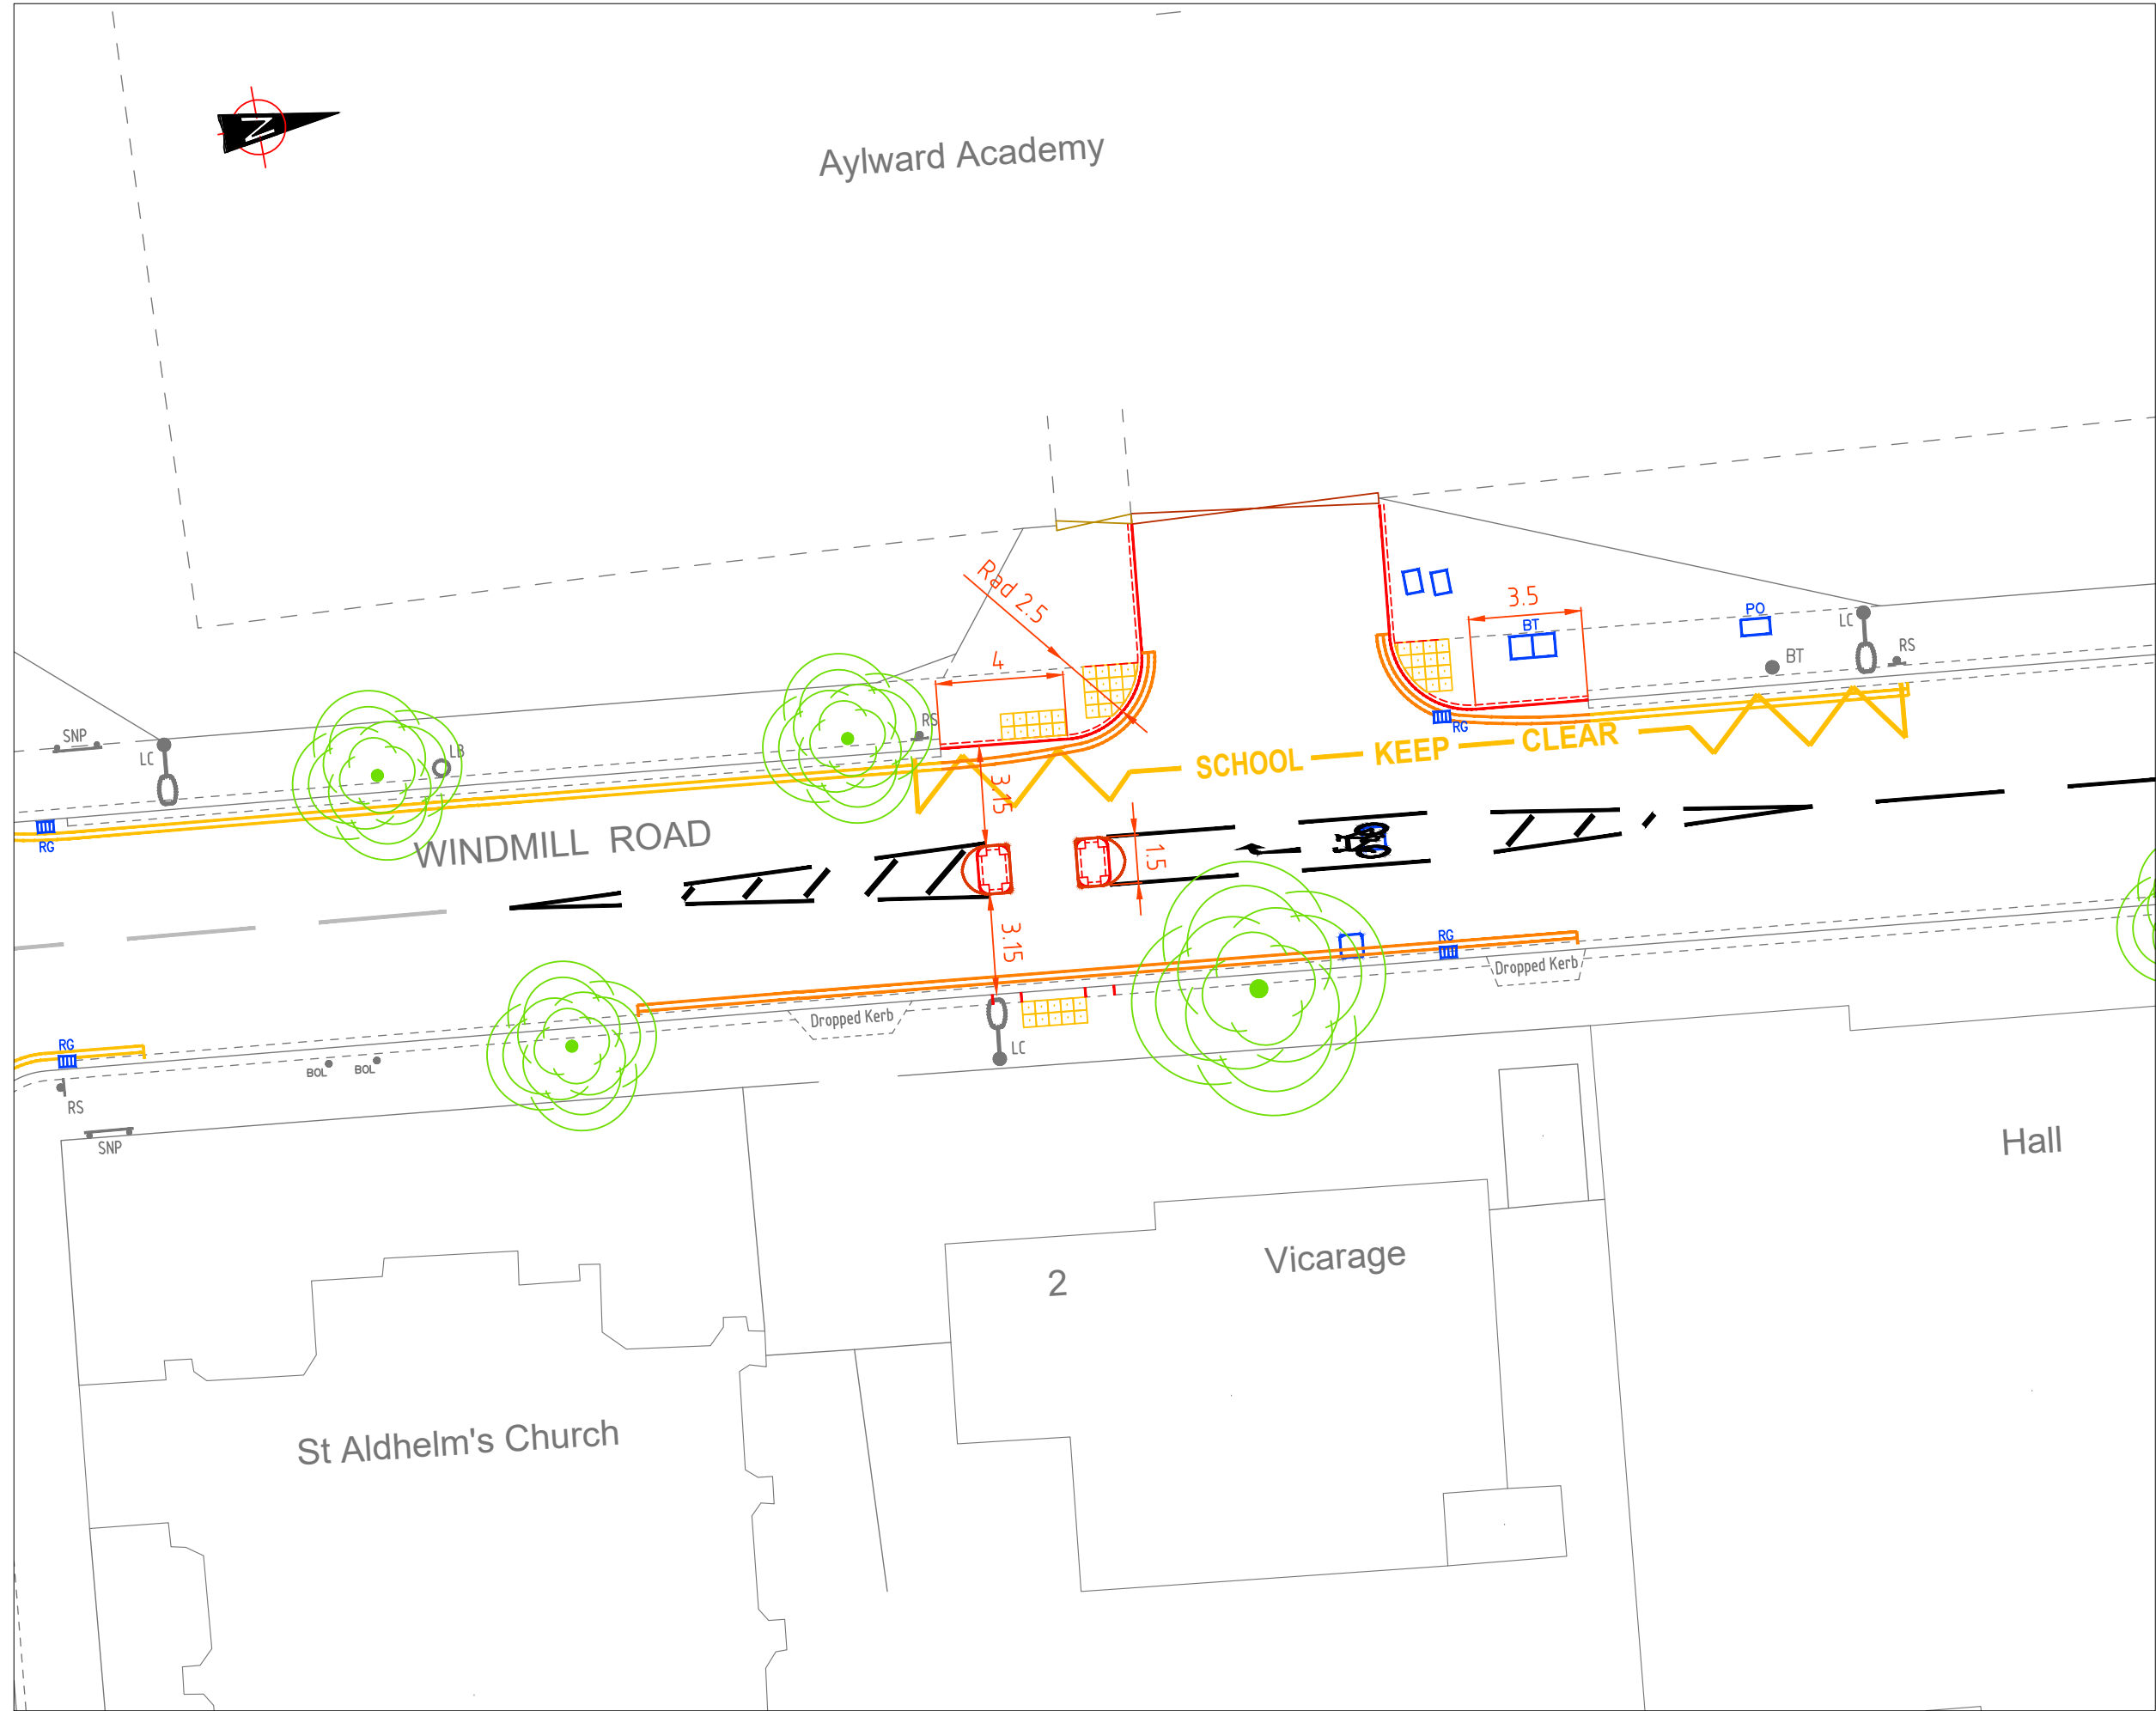 N
Aylward Academy
Rad 2.5
4
3.5
BT
PO
LC
RS
BT
RS
SNP
LC
LB
RG
RG
SCHOOL KEEP CLEAR
3.15
WINDMILL ROAD
1.5
3.15
RG
Dropped Kerb
Dropped Kerb
LC
RG
BOL
BOL
RS
SNP
Hall
2
Vicarage
St Aldhelm's Church